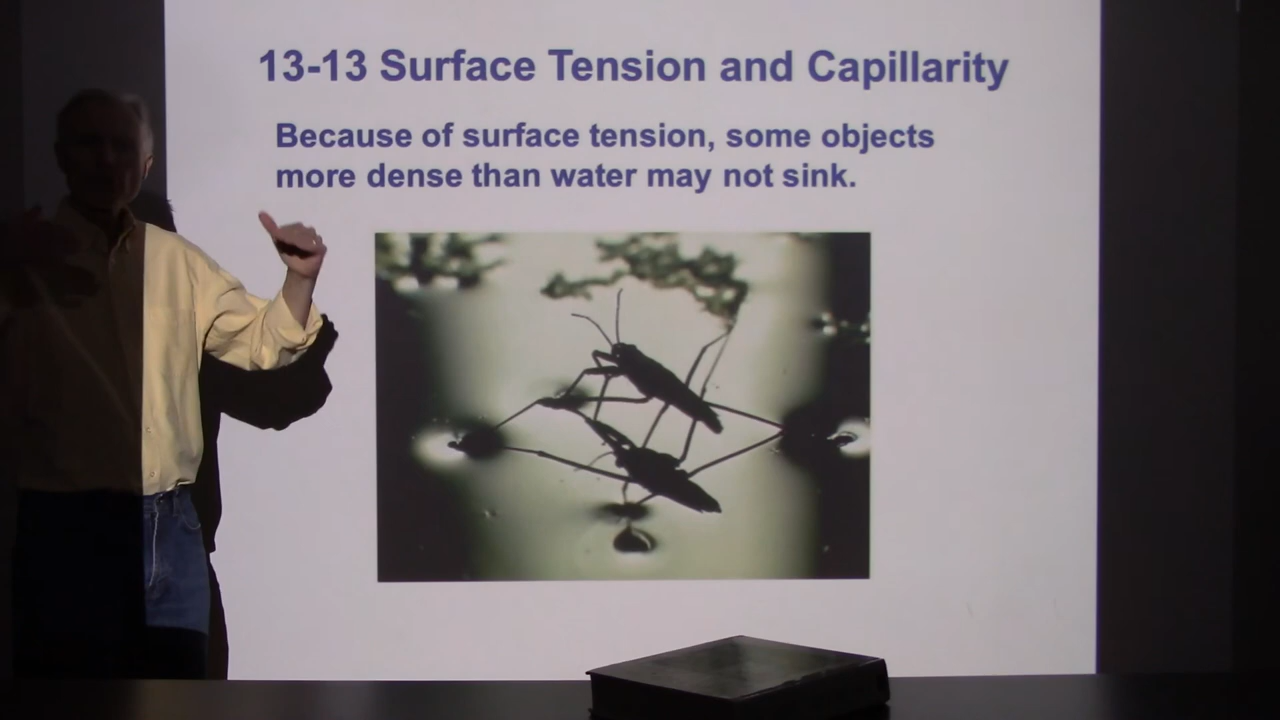 13-13 Surface Tension and Capillarity
Because of surface tension, some objects
more dense than water may not sink.